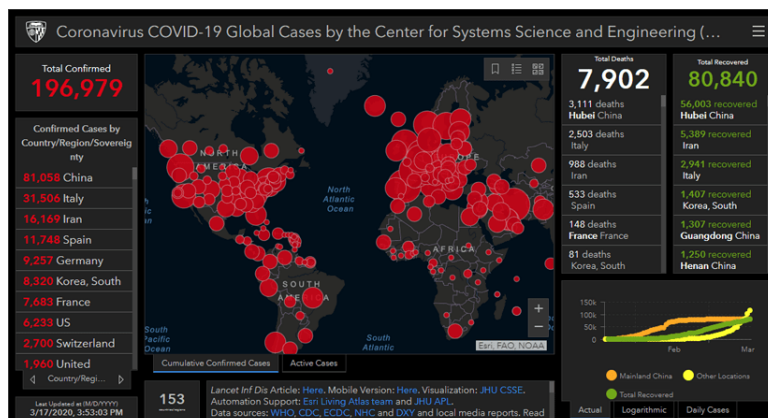 Coronavirus COVID-19 Global Cases by the Center for Systems Science and Engineering (...
Total Confirmed
196,979
Confirmed Cases by
Country/Region/Sovereig
nty
81,058 China
31,506 Italy
16,169 Iran
11,748 Spain
9,257 Germany
8,320 Korea, South
7,683 France
6,233 US
2,700 Switzerland
1,960 United
Country/Regi...
Last Updated at (M/D/YYYY)
3/17/2020, 3:53:03 PM
NORTH
AMERICA
North
Atlantic
Ocean
OPE
AFRICA
SOUTH
AMERICA
South
Pacific
Ocean
South
Atlantic
+
−
Esri, FAO, NOAA
Cumulative Confirmed Cases
Active Cases
153
Lancet Inf Dis Article: Here. Mobile Version: Here. Visualization: JHU CSSE.
Automation Support: Esri Living Atlas team and JHU APL.
Data sources: WHO, CDC, ECDC, NHC and DXY and local media reports. Read
Total Deaths
7,902
3,111 deaths
Hubei China
2,503 deaths
Italy
988 deaths
Iran
533 deaths
Spain
148 deaths
France France
81 deaths
Korea, South
Total Recovered
80,840
56,003 recovered
Hubei China
5,389 recovered
Iran
2,941 recovered
Italy
1,407 recovered
Korea, South
1,307 recovered
Guangdong China
1,250 recovered
Henan China
150k
100k
50k
0
Feb
Mar
Mainland China
Other Locations
Total Recovered
Actual
Logarithmic
Daily Cases